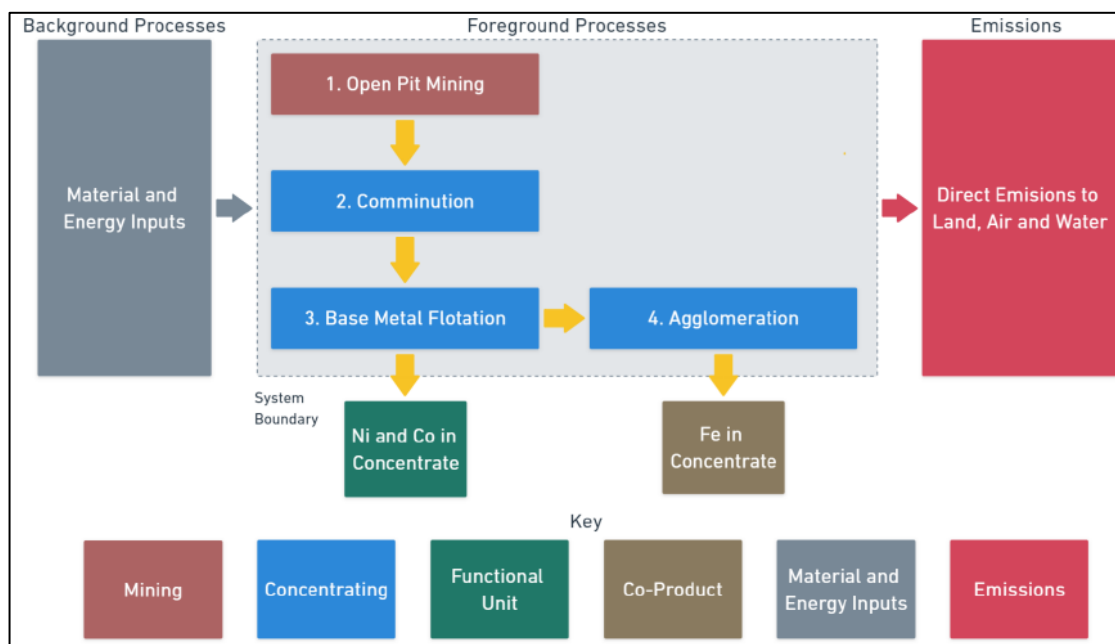 Background Processes
Foreground Processes
Emissions
1. Open Pit Mining
Material and
Energy Inputs
2. Comminution
Direct Emisions to
Land, Air and Water
3. Base Metal Flotation
4. Agglomeration
System
Boundary
Ni and Co in
Concentrate
Fe in
Concentrate
Key
Mining
Concentrating
Functional
Unit
Co-Product
Material and
Energy Inputs
Emissions